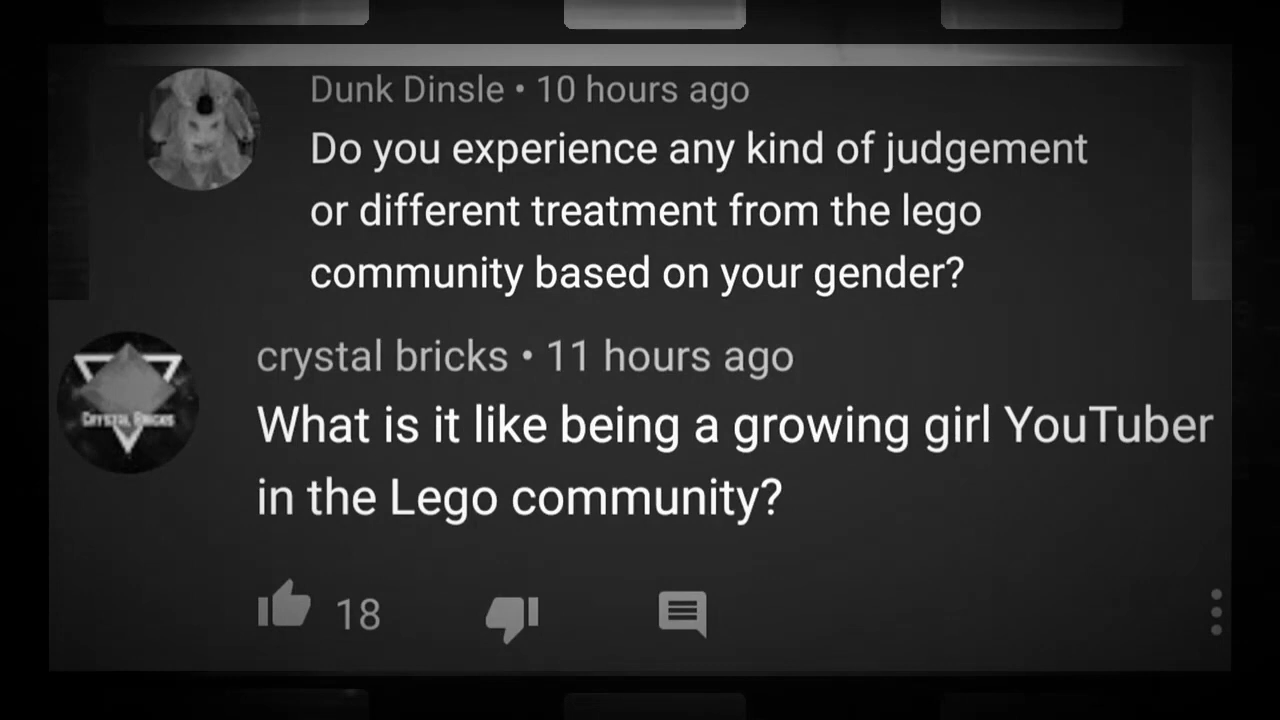 Dunk Dinsle • 10 hours ago
Do you experience any kind of judgement
or different treatment from the lego
community based on your gender?
crystal bricks • 11 hours ago
CRYSTAL BRICKS
What is it like being a growing girl YouTuber
in the Lego community?
18